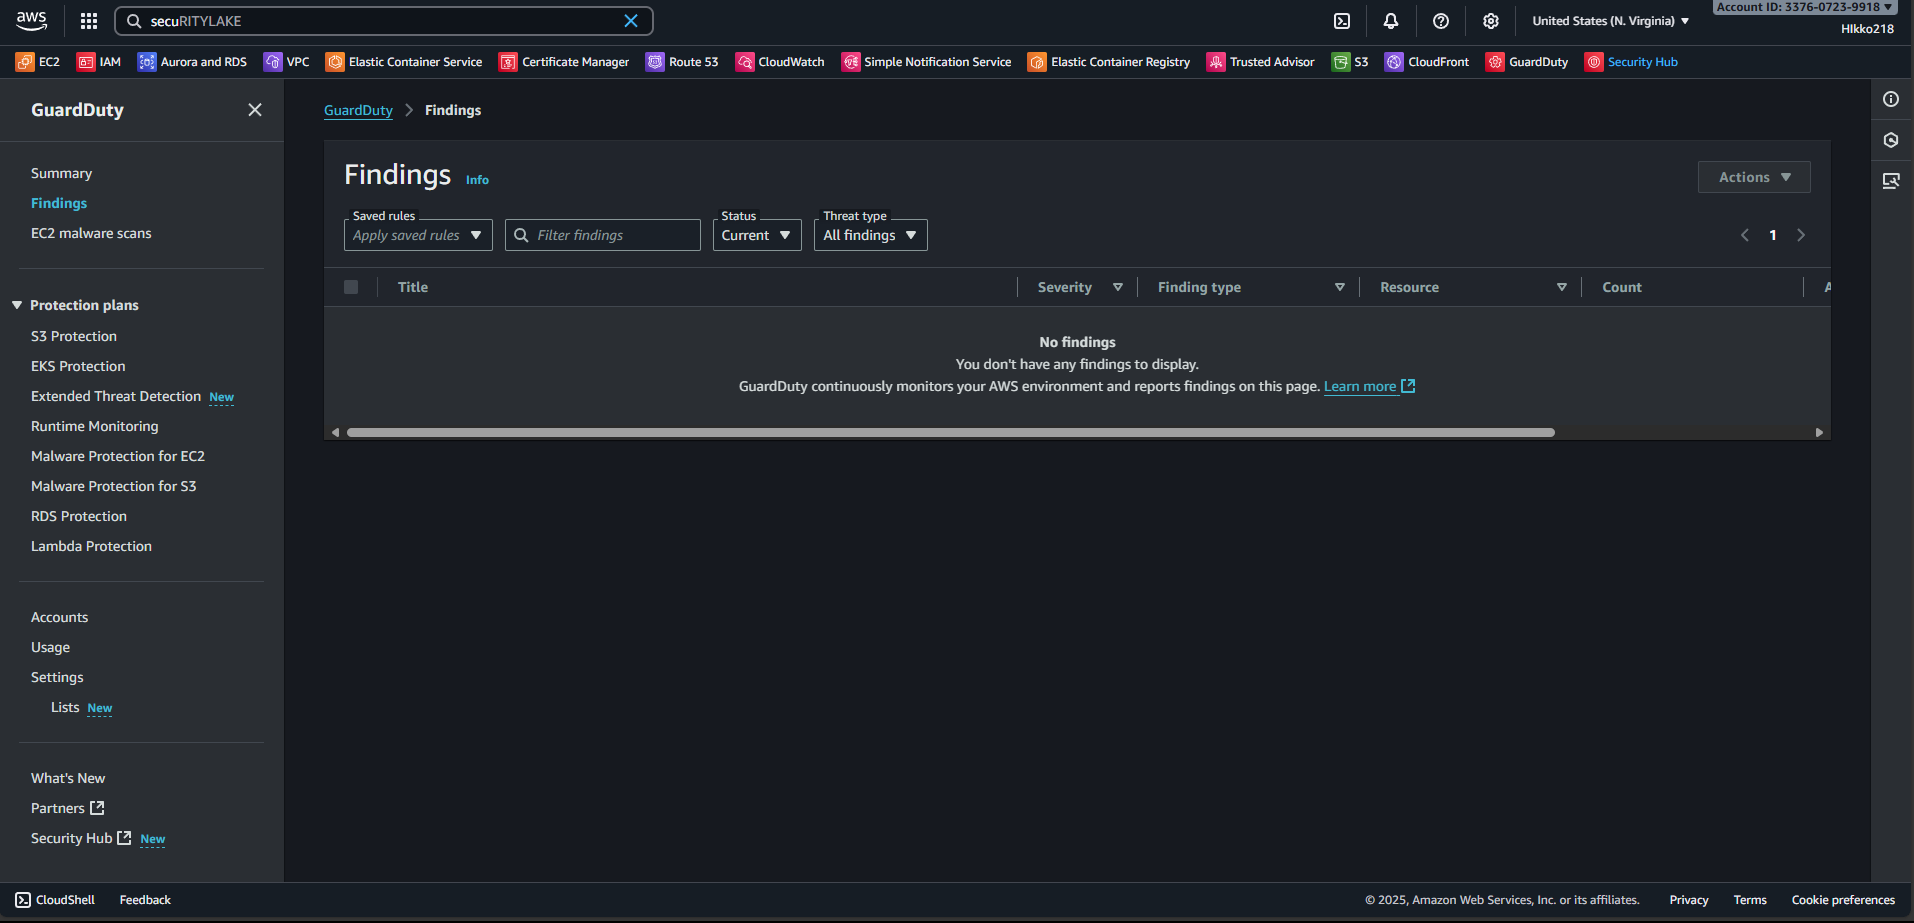 aws
secuRITYLAKE
United States (N. Virginia)
Account ID: 3376-0723-9918
HIkko218
EC2 IAM Aurora and RDS VPC Elastic Container Service Certificate Manager Route 53 CloudWatch Simple Notification Service Elastic Container Registry Trusted Advisor S3 CloudFront GuardDuty Security Hub
GuardDuty
Summary
Findings
EC2 malware scans
Protection plans
S3 Protection
EKS Protection
Extended Threat Detection New
Runtime Monitoring
Malware Protection for EC2
Malware Protection for S3
RDS Protection
Lambda Protection
Accounts
Usage
Settings
Lists New
What's New
Partners
Security Hub New
GuardDuty Findings
Findings Info
Actions
Saved rules
Apply saved rules
Filter findings
Status
Current
Threat type
All findings
1
Title Severity Finding type Resource Count A
No findings
You don't have any findings to display.
GuardDuty continuously monitors your AWS environment and reports findings on this page. Learn more
CloudShell Feedback
© 2025, Amazon Web Services, Inc. or its affiliates. Privacy Terms Cookie preferences